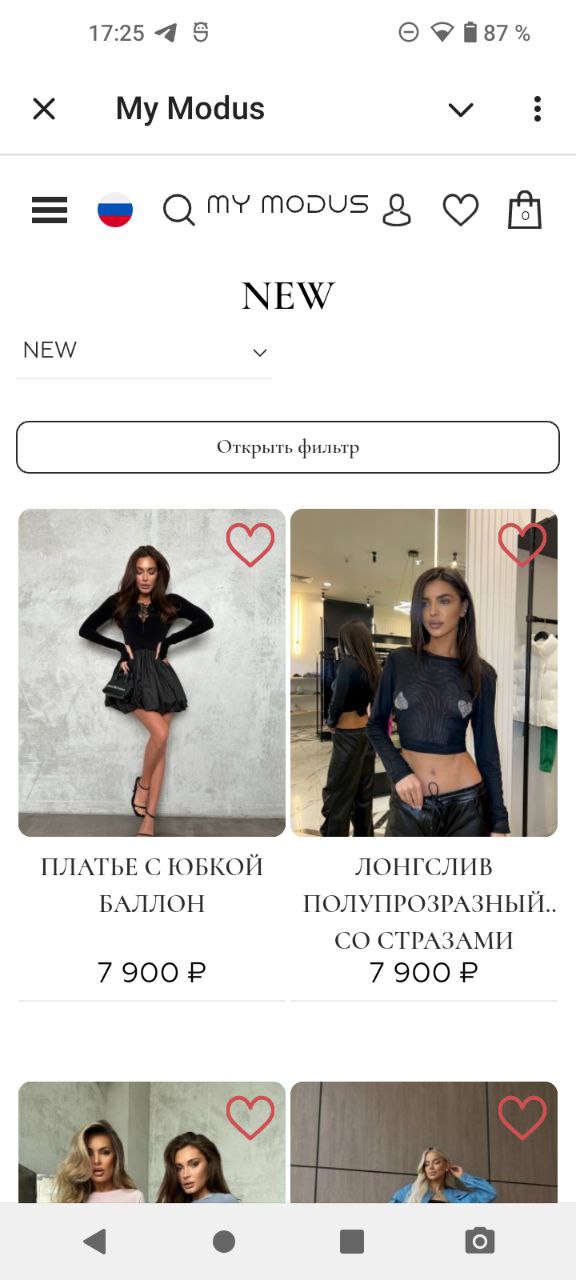 17:25
87 %
My Modus
MY MODUS
0
NEW
NEW
Открыть фильтр
ПЛАТЬЕ С ЮБКОЙ
БАЛЛОН
7 900 ₽
ЛОНГСЛИВ
ПОЛУПРОЗРАЗНЫЙ..
СО СТРАЗАМИ
7 900 ₽